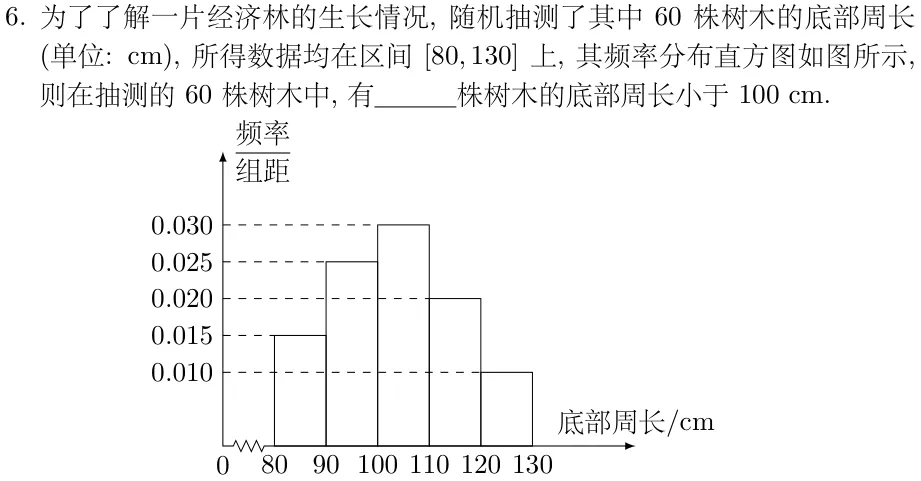 6. 为了了解一片经济林的生长情况, 随机抽测了其中 60 株树木的底部周长
(单位: cm), 所得数据均在区间 [80, 130] 上, 其频率分布直方图如图所示,
则在抽测的 60 株树木中, 有______株树木的底部周长小于 100 cm.
频率
组距
0.030
0.025
0.020
0.015
0.010
底部周长/cm
0 80 90 100 110 120 130